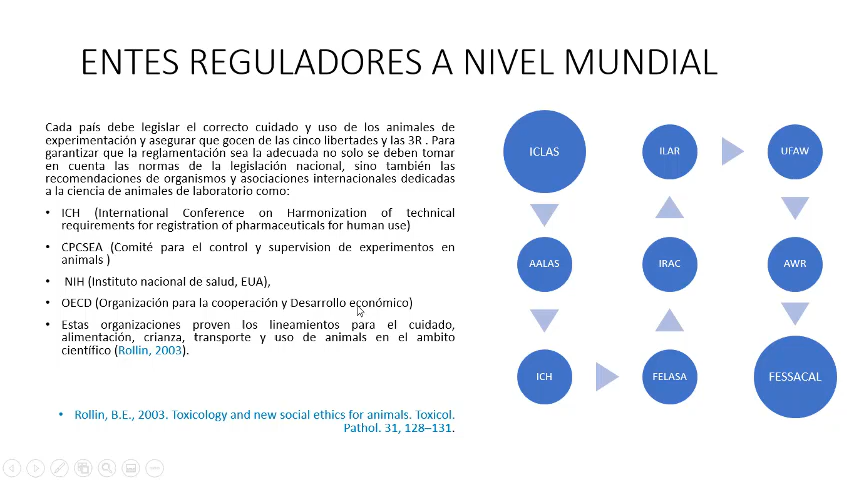 ENTES REGULADORES A NIVEL MUNDIAL
Cada país debe legislar el correcto cuidado y uso de los animales de
experimentación y asegurar que gocen de las cinco libertades y las 3R . Para
garantizar que la reglamentación sea la adecuada no solo se deben tomar
en cuenta las normas de la legislación nacional, sino también las
recomendaciones de organismos y asociaciones internacionales dedicadas
a la ciencia de animales de laboratorio como:
• ICH (International Conference on Harmonization of technical
requirements for registration of pharmaceuticals for human use)
• CPCSEA (Comité para el control y supervision de experimentos en
animals )
• NIH (Instituto nacional de salud, EUA),
• OECD (Organización para la cooperación y Desarrollo económico)
• Estas organizaciones proven los lineamientos para el cuidado,
alimentación, crianza, transporte y uso de animals en el ambito
científico (Rollin, 2003).
• Rollin, B.E., 2003. Toxicology and new social ethics for animals. Toxicol.
Pathol. 31, 128–131.
ICLAS
AALAS
ICH
FELASA
IRAC
ILAR
UFAW
AWR
FESSACAL